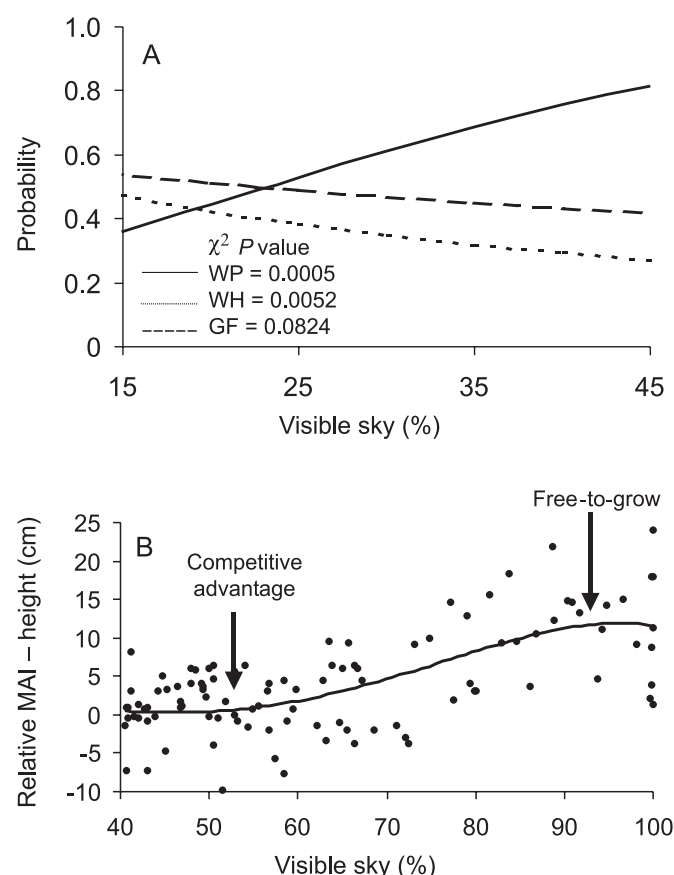 A
1.0
0.8
0.6
0.4
0.2
0
Probability
χ² P value
WP = 0.0005
WH = 0.0052
GF = 0.0824
15 25 35 45
Visible sky (%)
B
Free-to-grow
Competitive
advantage
25
20
15
10
5
0
-5
-10
Relative MAI – height (cm)
40 50 60 70 80 90 100
Visible sky (%)